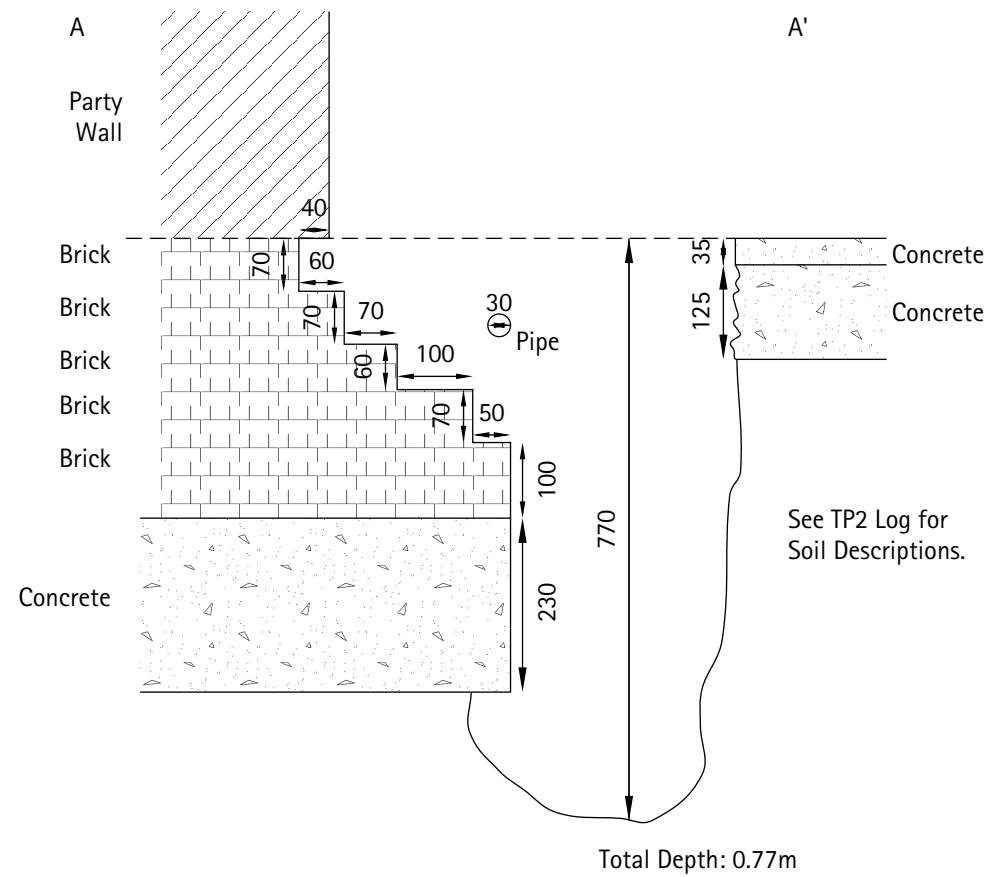 A
A'
Party
Wall
40
Brick
70
60
35
Concrete
Brick
70
70
30
Pipe
125
Concrete
Brick
60
100
Brick
70
50
Brick
100
770
See TP2 Log for
Soil Descriptions.
Concrete
230
Total Depth: 0.77m